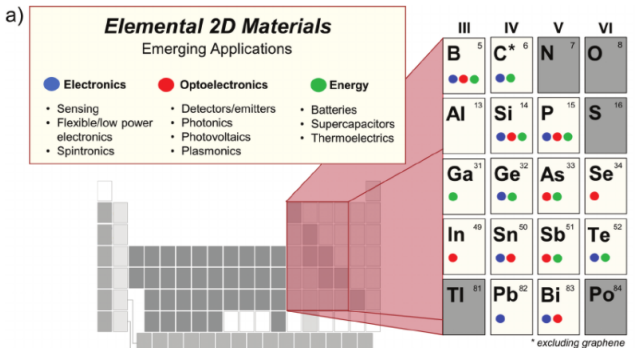 a)
Elemental 2D Materials
Emerging Applications
Electronics
• Sensing
• Flexible/low power
electronics
• Spintronics
Optoelectronics
• Detectors/emitters
• Photonics
• Photovoltaics
• Plasmonics
Energy
• Batteries
• Supercapacitors
• Thermoelectrics
III IV V VI
B 5 C* 6 N 7 O 8
Al 13 Si 14 P 15 S 16
Ga 31 Ge 32 As 33 Se 34
In 49 Sn 50 Sb 51 Te 52
Tl 81 Pb 82 Bi 83 Po 84
* excluding graphene